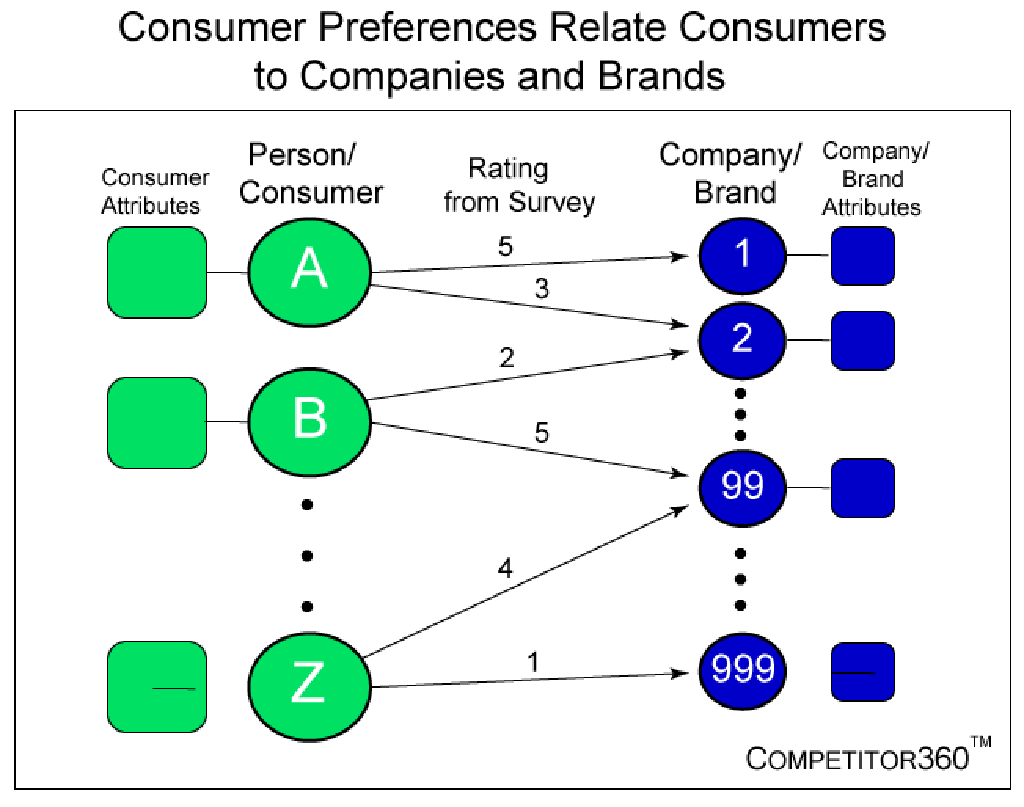 Consumer Preferences Relate Consumers
to Companies and Brands
Consumer
Attributes
Person/
Consumer
Rating
from Survey
Company/
Brand
Company/
Brand
Attributes
A
5
1
3
2
B
2
5
99
4
Z
1
999
COMPETITOR360™